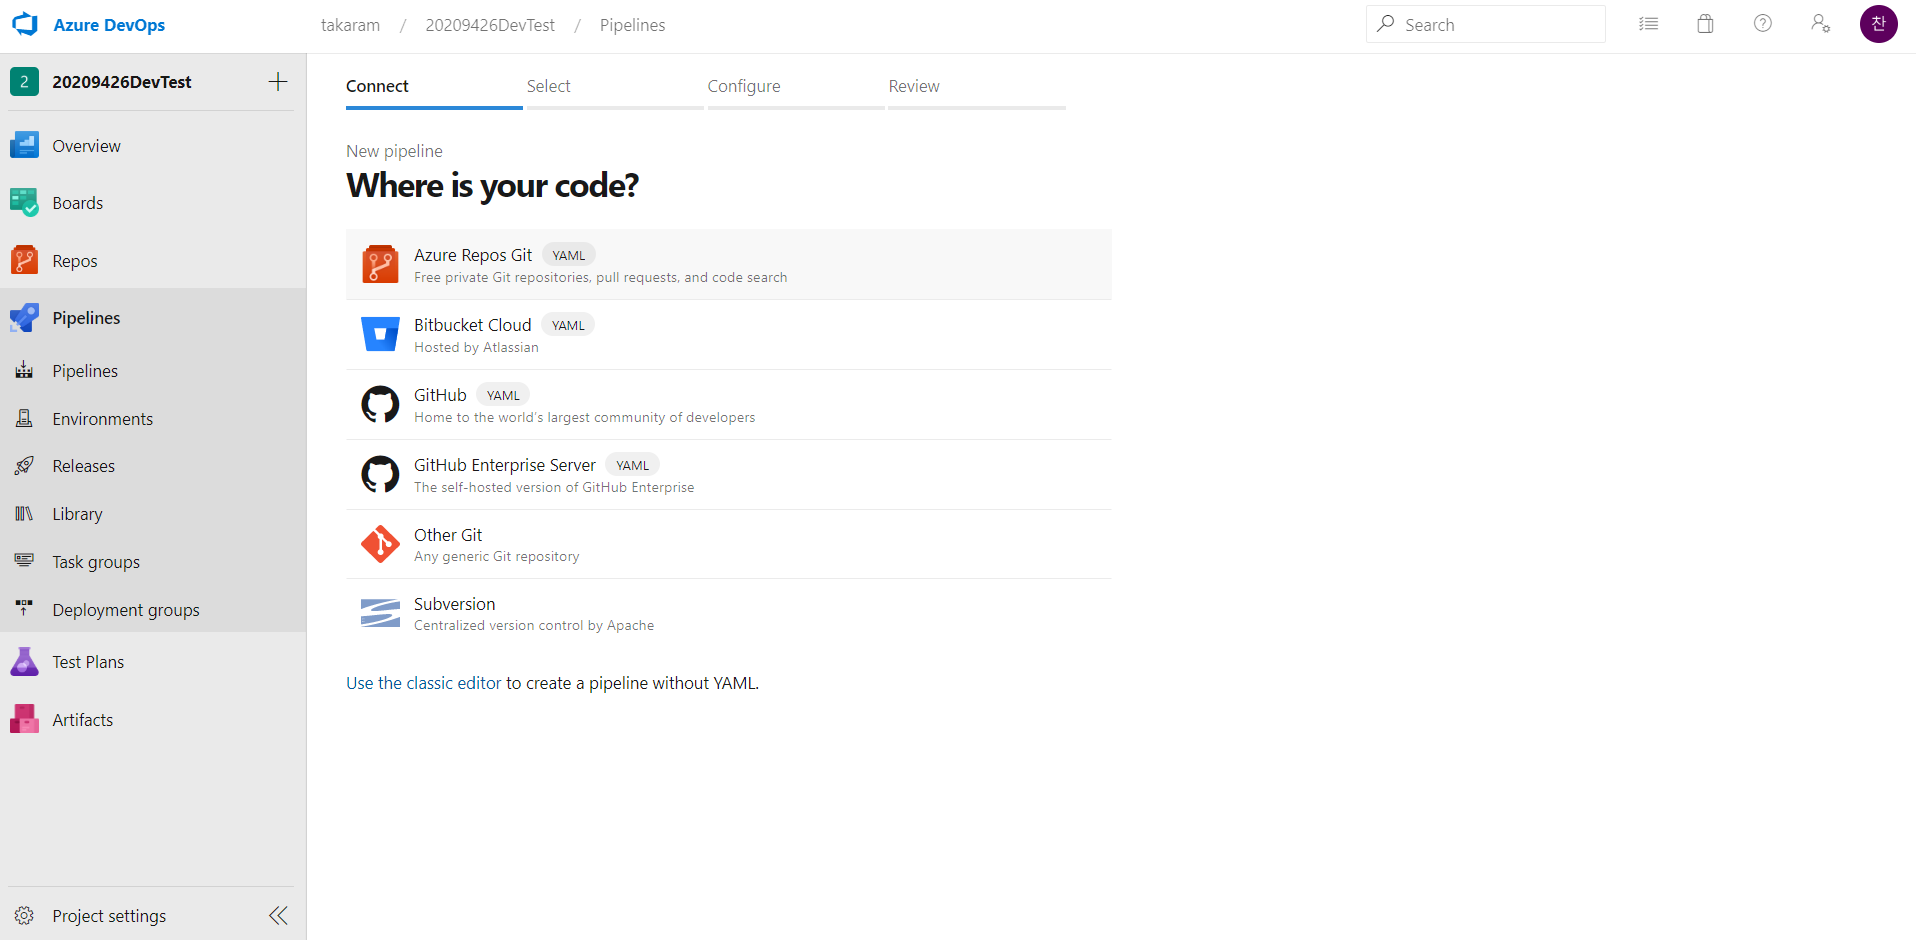 Azure DevOps
takaram / 20209426DevTest / Pipelines
Search
찬
2 20209426DevTest
Overview
Boards
Repos
Pipelines
Pipelines
Environments
Releases
Library
Task groups
Deployment groups
Test Plans
Artifacts
Project settings
Connect Select Configure Review
New pipeline
Where is your code?
Azure Repos Git YAML
Free private Git repositories, pull requests, and code search
Bitbucket Cloud YAML
Hosted by Atlassian
GitHub YAML
Home to the world's largest community of developers
GitHub Enterprise Server YAML
The self-hosted version of GitHub Enterprise
Other Git
Any generic Git repository
Subversion
Centralized version control by Apache
Use the classic editor to create a pipeline without YAML.